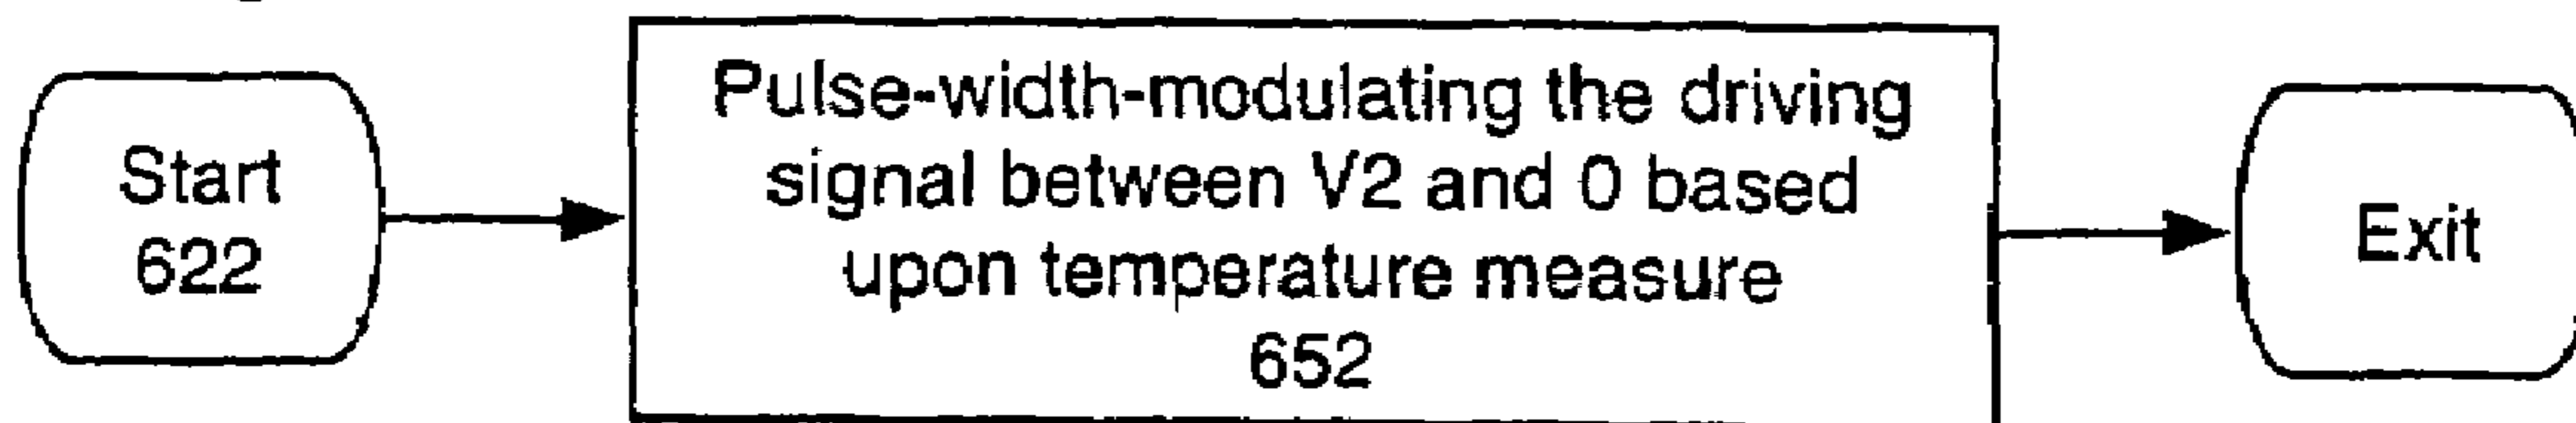 Start
622
Pulse-width-modulating the driving
signal between V2 and 0 based
upon temperature measure
652
Exit